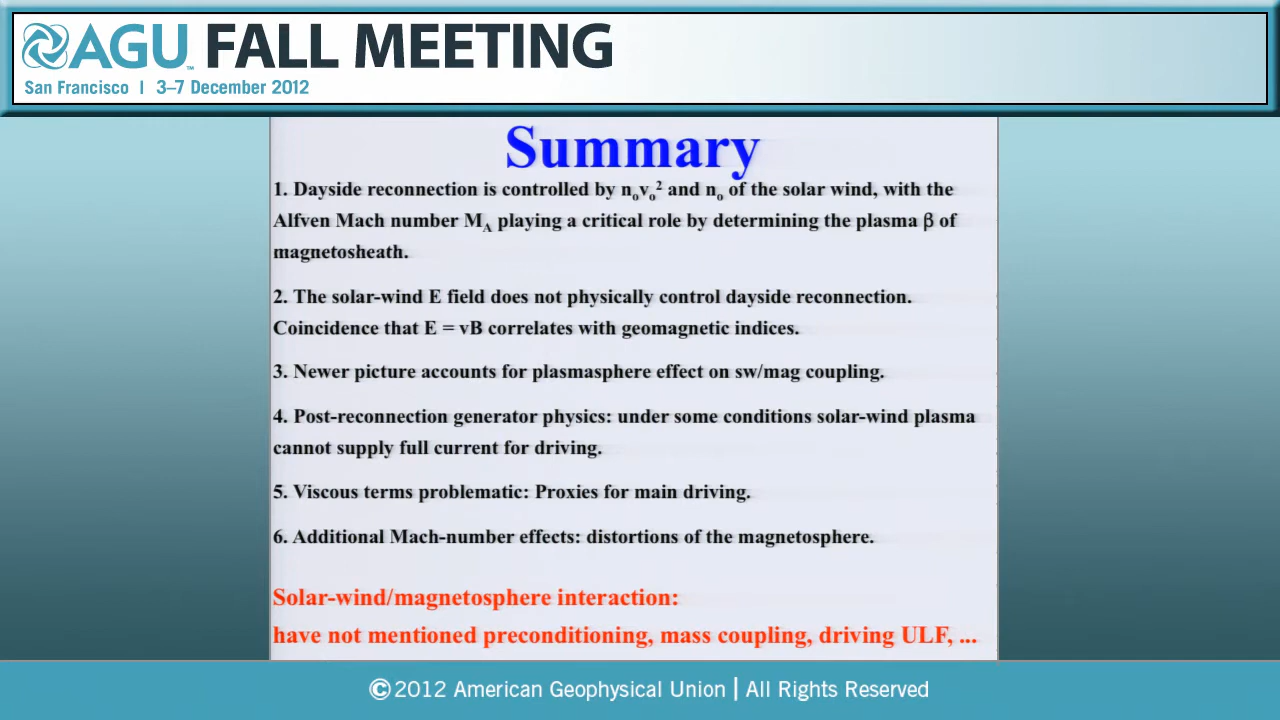 AGU™ FALL MEETING
San Francisco | 3–7 December 2012
Summary
1. Dayside reconnection is controlled by nₒvₒ² and nₒ of the solar wind, with the
Alfven Mach number M_A playing a critical role by determining the plasma β of
magnetosheath.
2. The solar-wind E field does not physically control dayside reconnection.
Coincidence that E = vB correlates with geomagnetic indices.
3. Newer picture accounts for plasmasphere effect on sw/mag coupling.
4. Post-reconnection generator physics: under some conditions solar-wind plasma
cannot supply full current for driving.
5. Viscous terms problematic: Proxies for main driving.
6. Additional Mach-number effects: distortions of the magnetosphere.
Solar-wind/magnetosphere interaction:
have not mentioned preconditioning, mass coupling, driving ULF, ...
©2012 American Geophysical Union | All Rights Reserved